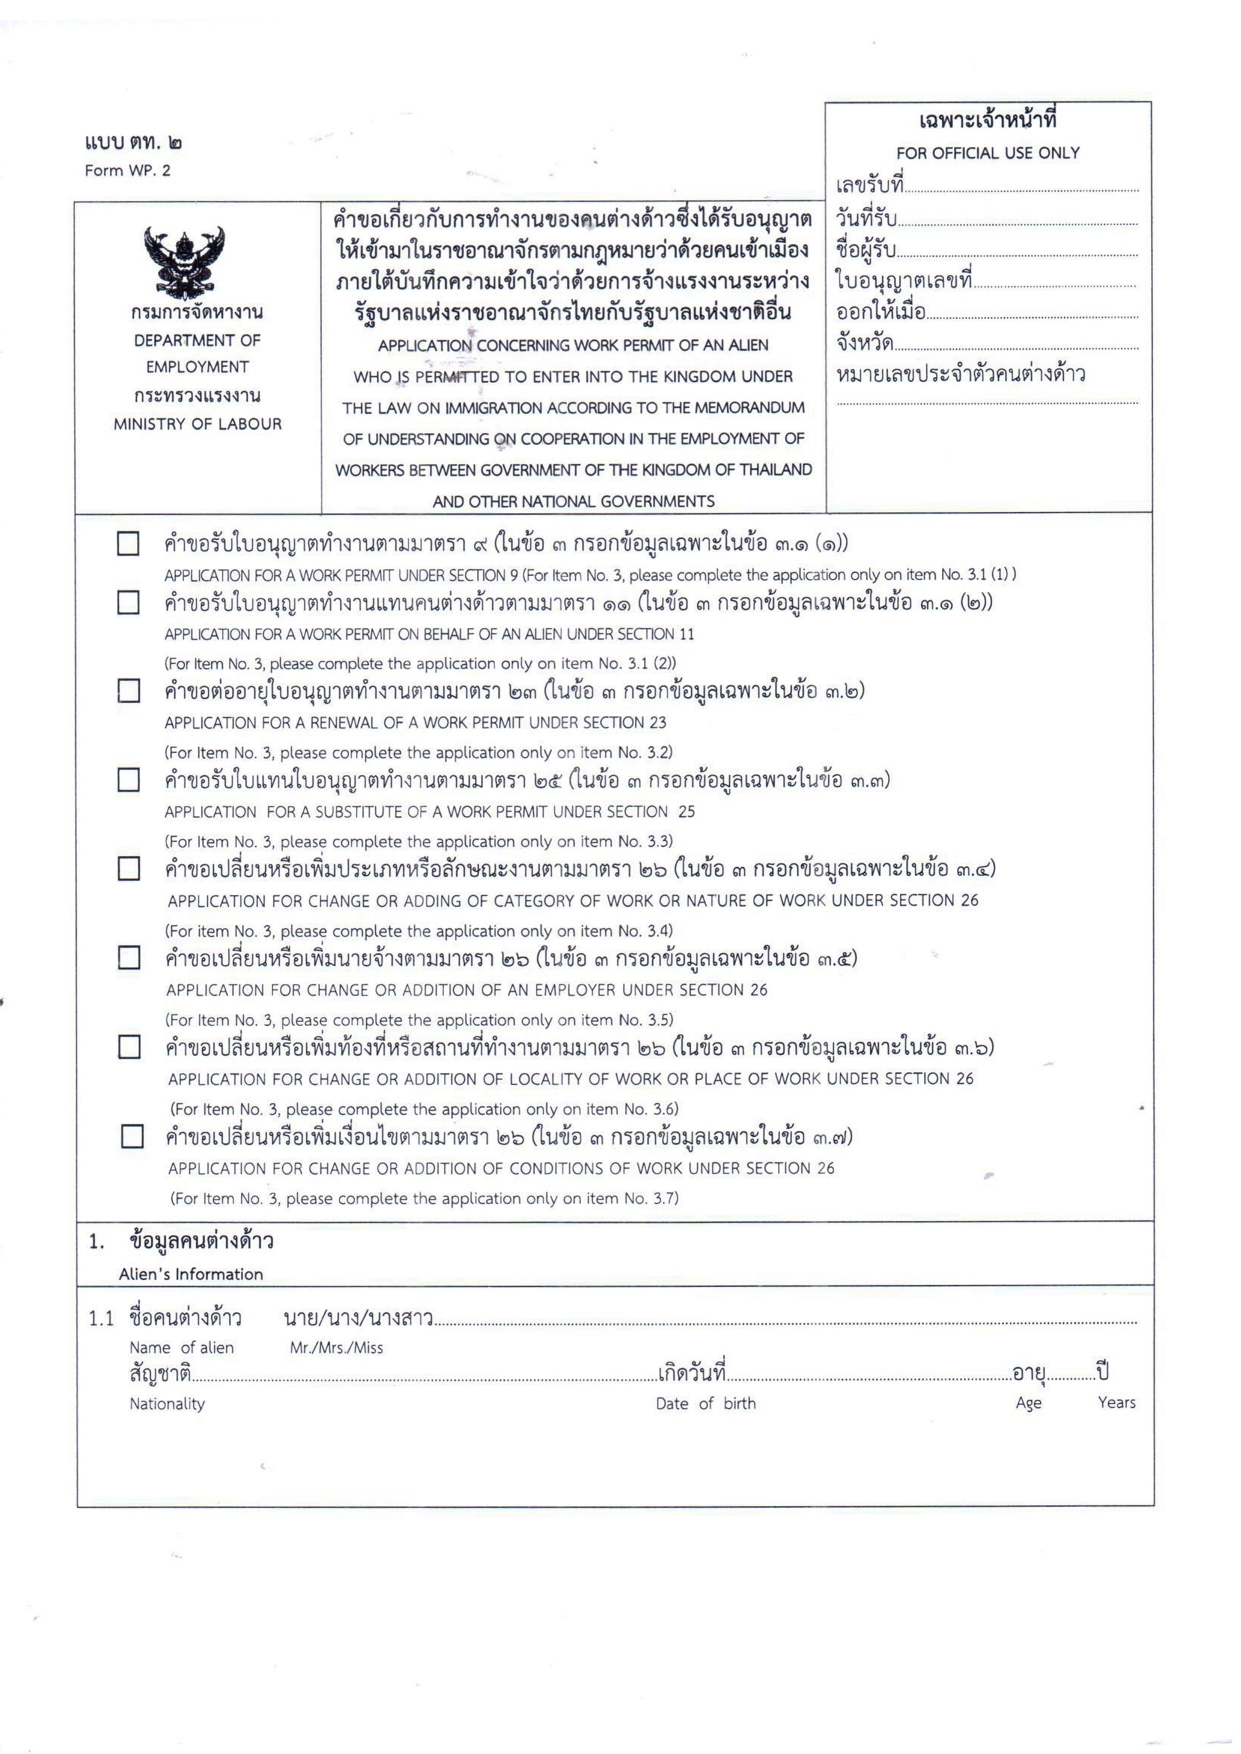 แบบ ตท. ๒
Form WP. 2
เฉพาะเจ้าหน้าที่
FOR OFFICIAL USE ONLY
เลขรับที่
วันที่รับ
ชื่อผู้รับ
ใบอนุญาตเลขที่
ออกให้เมื่อ
จังหวัด
หมายเลขประจำตัวคนต่างด้าว
กรมการจัดหางาน
DEPARTMENT OF
EMPLOYMENT
กระทรวงแรงงาน
MINISTRY OF LABOUR
คำขอเกี่ยวกับการทำงานของคนต่างด้าวซึ่งได้รับอนุญาต
ให้เข้ามาในราชอาณาจักรตามกฎหมายว่าด้วยคนเข้าเมือง
ภายใต้บันทึกความเข้าใจว่าด้วยการจ้างแรงงานระหว่าง
รัฐบาลแห่งราชอาณาจักรไทยกับรัฐบาลแห่งชาติอื่น
APPLICATION CONCERNING WORK PERMIT OF AN ALIEN
WHO IS PERMITTED TO ENTER INTO THE KINGDOM UNDER
THE LAW ON IMMIGRATION ACCORDING TO THE MEMORANDUM
OF UNDERSTANDING ON COOPERATION IN THE EMPLOYMENT OF
WORKERS BETWEEN GOVERNMENT OF THE KINGDOM OF THAILAND
AND OTHER NATIONAL GOVERNMENTS
คำขอรับใบอนุญาตทำงานตามมาตรา ๙ (ในข้อ ๓ กรอกข้อมูลเฉพาะในข้อ ๓.๑ (๑))
APPLICATION FOR A WORK PERMIT UNDER SECTION 9 (For Item No. 3, please complete the application only on item No. 3.1 (1) )
คำขอรับใบอนุญาตทำงานแทนคนต่างด้าวตามมาตรา ๑๑ (ในข้อ ๓ กรอกข้อมูลเฉพาะในข้อ ๓.๑ (๒))
APPLICATION FOR A WORK PERMIT ON BEHALF OF AN ALIEN UNDER SECTION 11
(For Item No. 3, please complete the application only on item No. 3.1 (2))
คำขอต่ออายุใบอนุญาตทำงานตามมาตรา ๒๓ (ในข้อ ๓ กรอกข้อมูลเฉพาะในข้อ ๓.๒)
APPLICATION FOR A RENEWAL OF A WORK PERMIT UNDER SECTION 23
(For Item No. 3, please complete the application only on item No. 3.2)
คำขอรับใบแทนใบอนุญาตทำงานตามมาตรา ๒๕ (ในข้อ ๓ กรอกข้อมูลเฉพาะในข้อ ๓.๓)
APPLICATION FOR A SUBSTITUTE OF A WORK PERMIT UNDER SECTION 25
(For Item No. 3, please complete the application only on item No. 3.3)
คำขอเปลี่ยนหรือเพิ่มประเภทหรือลักษณะงานตามมาตรา ๒๖ (ในข้อ ๓ กรอกข้อมูลเฉพาะในข้อ ๓.๔)
APPLICATION FOR CHANGE OR ADDING OF CATEGORY OF WORK OR NATURE OF WORK UNDER SECTION 26
(For item No. 3, please complete the application only on item No. 3.4)
คำขอเปลี่ยนหรือเพิ่มนายจ้างตามมาตรา ๒๖ (ในข้อ ๓ กรอกข้อมูลเฉพาะในข้อ ๓.๕)
APPLICATION FOR CHANGE OR ADDITION OF AN EMPLOYER UNDER SECTION 26
(For Item No. 3, please complete the application only on item No. 3.5)
คำขอเปลี่ยนหรือเพิ่มท้องที่หรือสถานที่ทำงานตามมาตรา ๒๖ (ในข้อ ๓ กรอกข้อมูลเฉพาะในข้อ ๓.๖)
APPLICATION FOR CHANGE OR ADDITION OF LOCALITY OF WORK OR PLACE OF WORK UNDER SECTION 26
(For Item No. 3, please complete the application only on item No. 3.6)
คำขอเปลี่ยนหรือเพิ่มเงื่อนไขตามมาตรา ๒๖ (ในข้อ ๓ กรอกข้อมูลเฉพาะในข้อ ๓.๗)
APPLICATION FOR CHANGE OR ADDITION OF CONDITIONS OF WORK UNDER SECTION 26
(For Item No. 3, please complete the application only on item No. 3.7)
1. ข้อมูลคนต่างด้าว
Alien's Information
1.1 ชื่อคนต่างด้าว นาย/นาง/นางสาว
Name of alien Mr./Mrs./Miss
สัญชาติ เกิดวันที่ อายุ ปี
Nationality Date of birth Age Years